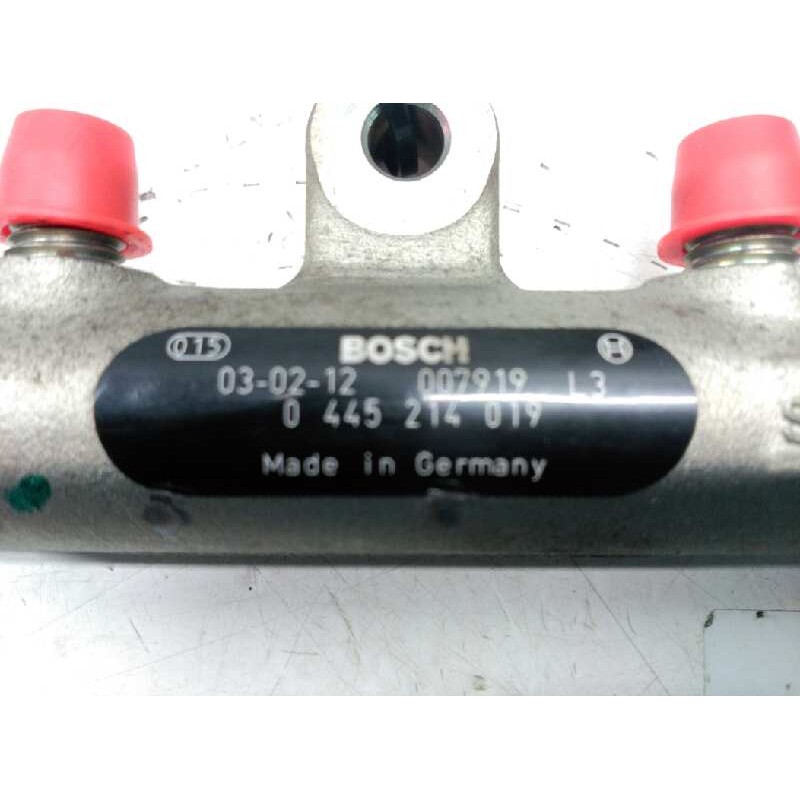 015 BOSCH
03-02-12 007919 L3
0 445 214 019
Made in Germany